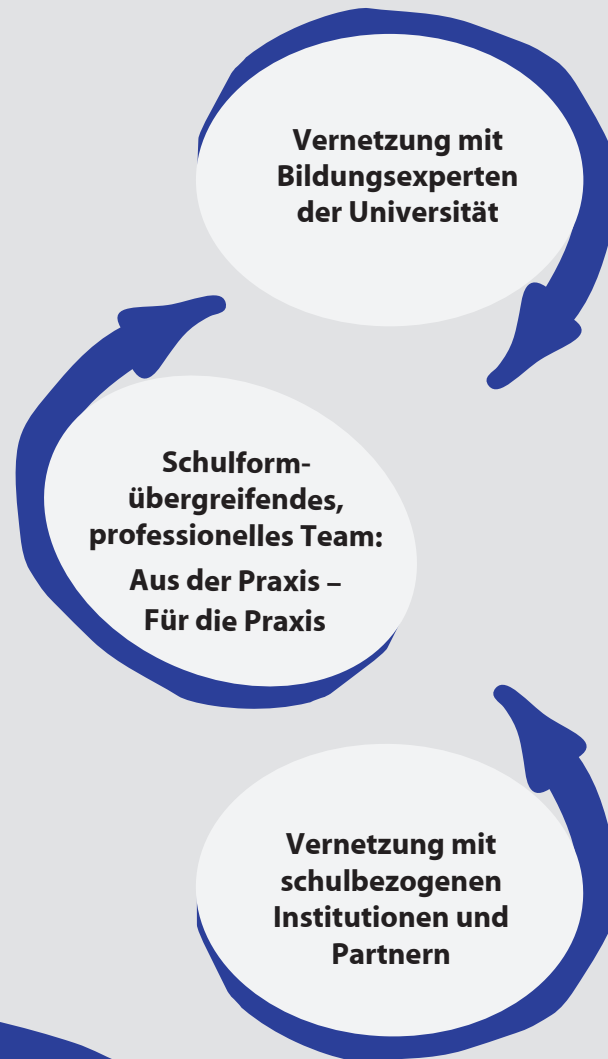 Vernetzung mit
Bildungsexperten
der Universität
Schulform-
übergreifendes,
professionelles Team:
Aus der Praxis –
Für die Praxis
Vernetzung mit
schulbezogenen
Institutionen und
Partnern